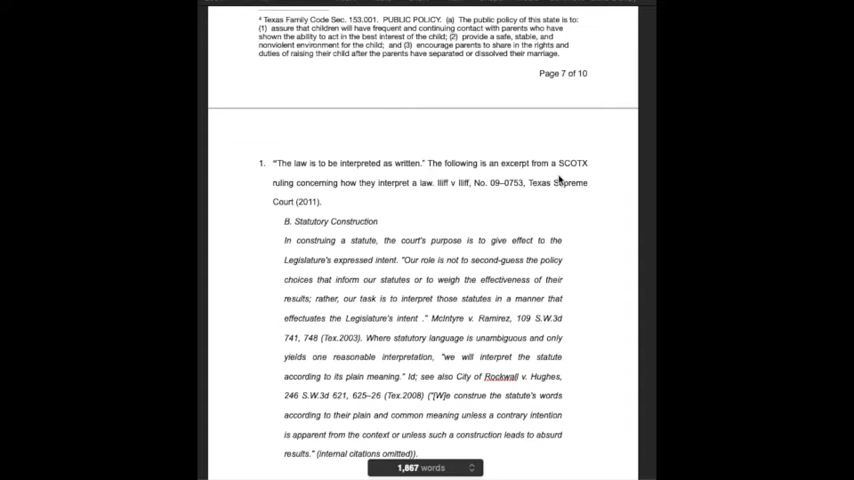 4 Texas Family Code Sec. 153.001. PUBLIC POLICY. (a) The public policy of this state is to:
(1) assure that children will have frequent and continuing contact with parents who have
shown the ability to act in the best interest of the child; (2) provide a safe, stable, and
nonviolent environment for the child; and (3) encourage parents to share in the rights and
duties of raising their child after the parents have separated or dissolved their marriage.
Page 7 of 10
1. "The law is to be interpreted as written." The following is an excerpt from a SCOTX
ruling concerning how they interpret a law. Iliff v Iliff, No. 09–0753, Texas Supreme
Court (2011).
B. Statutory Construction
In construing a statute, the court's purpose is to give effect to the
Legislature's expressed intent. "Our role is not to second-guess the policy
choices that inform our statutes or to weigh the effectiveness of their
results; rather, our task is to interpret those statutes in a manner that
effectuates the Legislature's intent ." McIntyre v. Ramirez, 109 S.W.3d
741, 748 (Tex.2003). Where statutory language is unambiguous and only
yields one reasonable interpretation, "we will interpret the statute
according to its plain meaning." Id; see also City of Rockwall v. Hughes,
246 S.W.3d 621, 625–26 (Tex.2008) ("[W]e construe the statute's words
according to their plain and common meaning unless a contrary intention
is apparent from the context or unless such a construction leads to absurd
results." (internal citations omitted)).
1,867 words